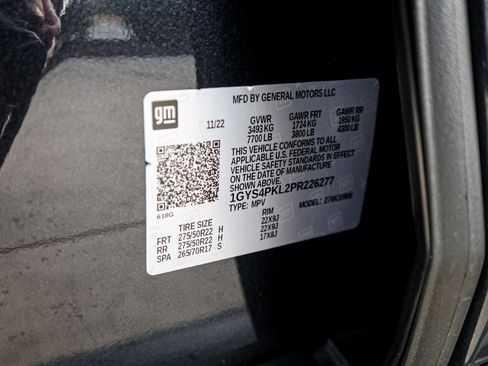 gm
MFD BY GENERAL MOTORS LLC
11/22 GVWR GAWR FRT GAWR RR
3493 KG 1724 KG 1950 KG
7700 LB 3800 LB 4300 LB
THIS VEHICLE CONFORMS TO ALL
APPLICABLE U.S. FEDERAL MOTOR
VEHICLE SAFETY STANDARDS IN EFFECT
ON THE DATE OF MANUFACTURE
SHOWN ABOVE.
1GYS4PKL2PR226277
TYPE: MPV MODEL:
618G
TIRE SIZE RIM
FRT 275/50R22 H 22X9J
RR 275/50R22 H 22X9J
SPA 265/70R17 S 17X8J